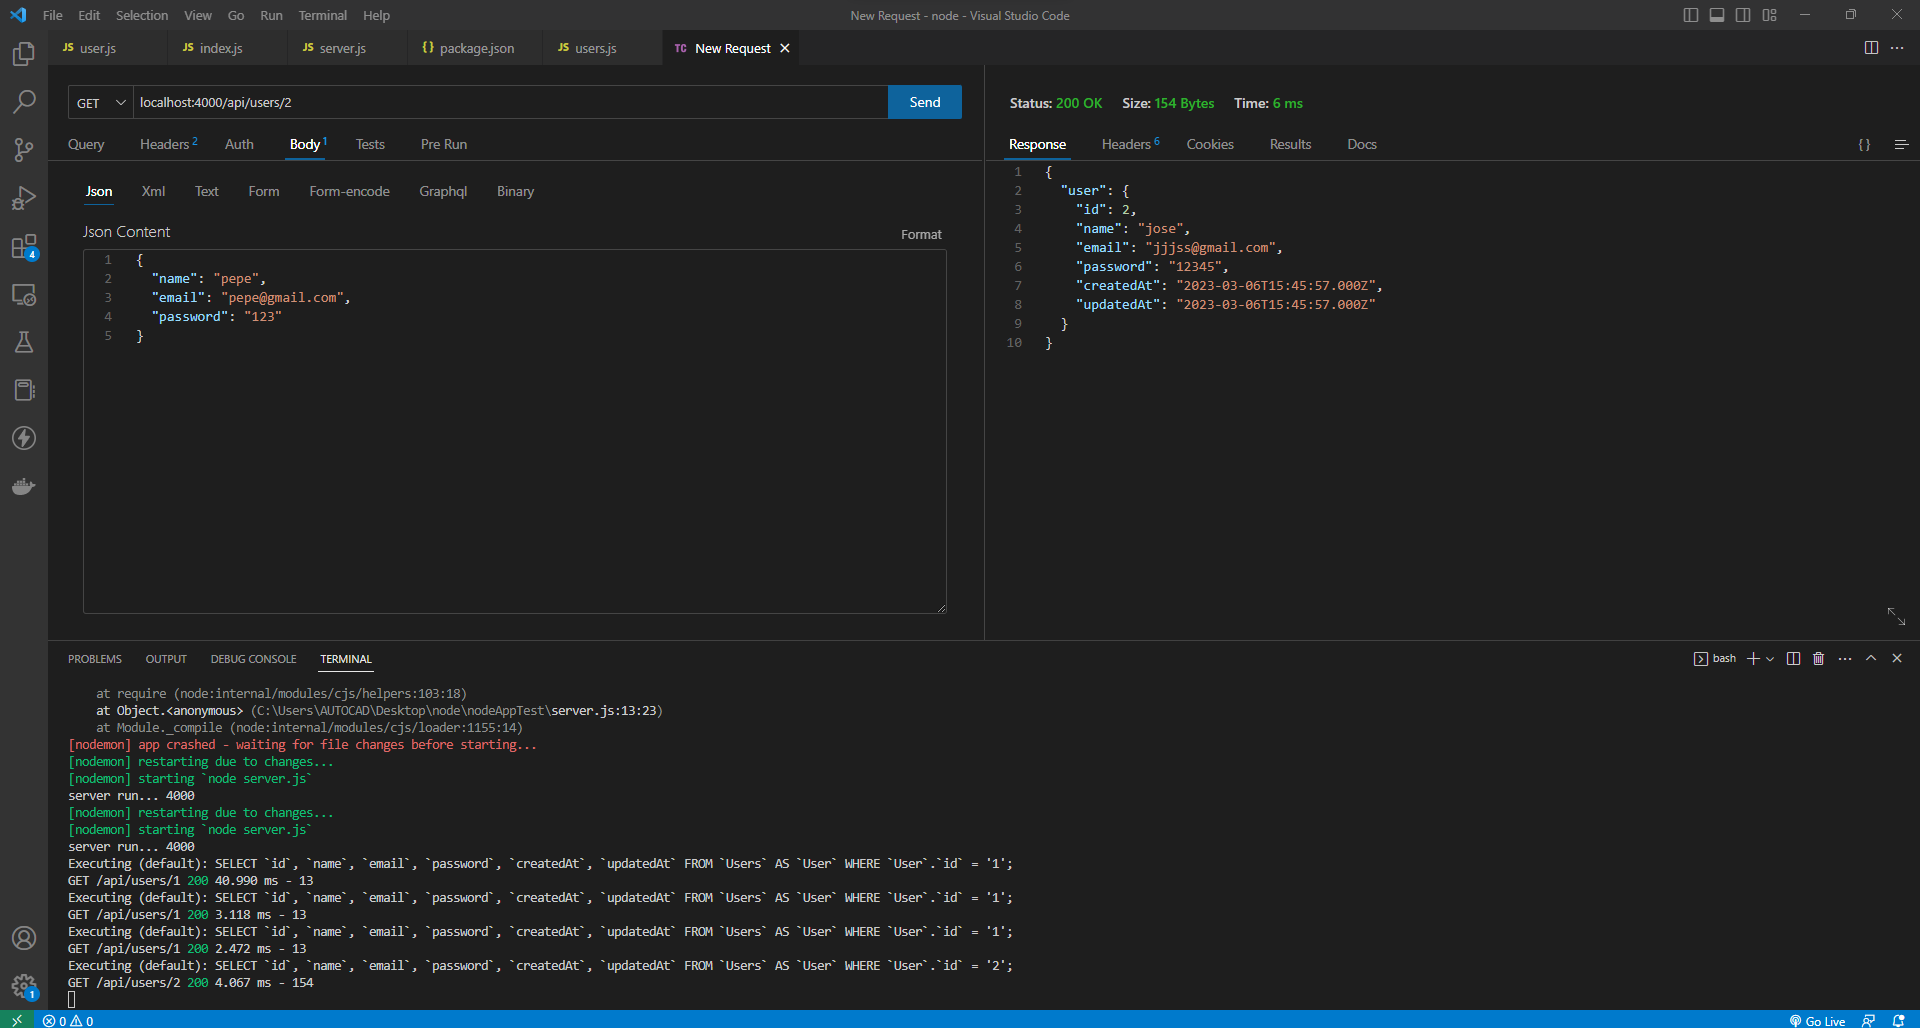 File Edit Selection View Go Run Terminal Help
New Request - node - Visual Studio Code
JS user.js
JS index.js
JS server.js
{} package.json
JS users.js
TC New Request
GET localhost:4000/api/users/2 Send
Query Headers 2 Auth Body 1 Tests Pre Run
Json Xml Text Form Form-encode Graphql Binary
Json Content
Format
1 {
2 "name": "pepe",
3 "email": "pepe@gmail.com",
4 "password": "123"
5 }
Status: 200 OK Size: 154 Bytes Time: 6 ms
Response Headers 6 Cookies Results Docs {}
1 {
2 "user": {
3 "id": 2,
4 "name": "jose",
5 "email": "jjjss@gmail.com",
6 "password": "12345",
7 "createdAt": "2023-03-06T15:45:57.000Z",
8 "updatedAt": "2023-03-06T15:45:57.000Z"
9 }
10 }
PROBLEMS OUTPUT DEBUG CONSOLE TERMINAL
bash
at require (node:internal/modules/cjs/helpers:103:18)
at Object.<anonymous> (C:\Users\AUTOCAD\Desktop\node\nodeAppTest\server.js:13:23)
at Module._compile (node:internal/modules/cjs/loader:1155:14)
[nodemon] app crashed - waiting for file changes before starting...
[nodemon] restarting due to changes...
[nodemon] starting `node server.js`
server run... 4000
[nodemon] restarting due to changes...
[nodemon] starting `node server.js`
server run... 4000
Executing (default): SELECT `id`, `name`, `email`, `password`, `createdAt`, `updatedAt` FROM `Users` AS `User` WHERE `User`.`id` = '1';
GET /api/users/1 200 40.990 ms - 13
Executing (default): SELECT `id`, `name`, `email`, `password`, `createdAt`, `updatedAt` FROM `Users` AS `User` WHERE `User`.`id` = '1';
GET /api/users/1 200 3.118 ms - 13
Executing (default): SELECT `id`, `name`, `email`, `password`, `createdAt`, `updatedAt` FROM `Users` AS `User` WHERE `User`.`id` = '1';
GET /api/users/1 200 2.472 ms - 13
Executing (default): SELECT `id`, `name`, `email`, `password`, `createdAt`, `updatedAt` FROM `Users` AS `User` WHERE `User`.`id` = '2';
GET /api/users/2 200 4.067 ms - 154
4
1
0 0
Go Live